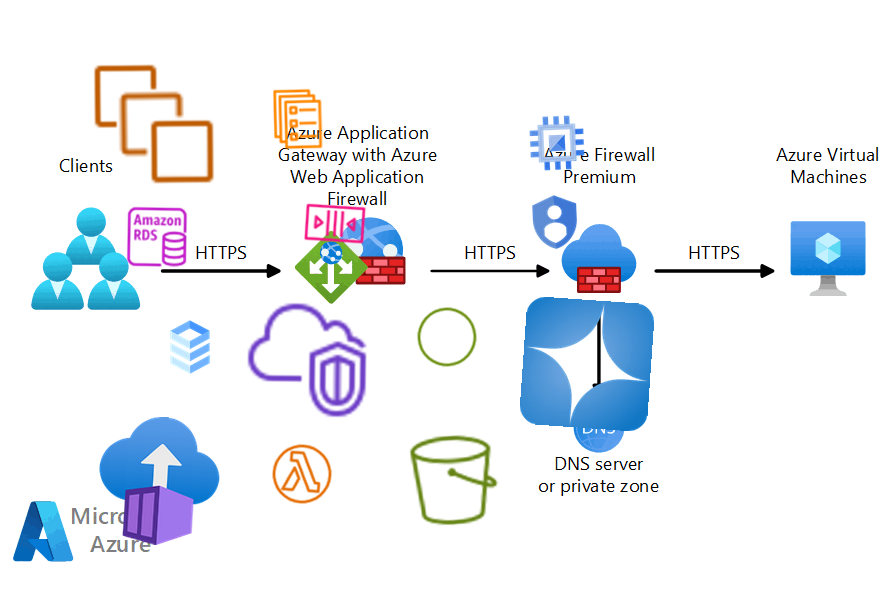 Clients
Amazon
RDS
Azure Application
Gateway with Azure
Web Application
Firewall
HTTPS
HTTPS
Azure Firewall
Premium
HTTPS
Azure Virtual
Machines
DNS
DNS server
or private zone
Azure